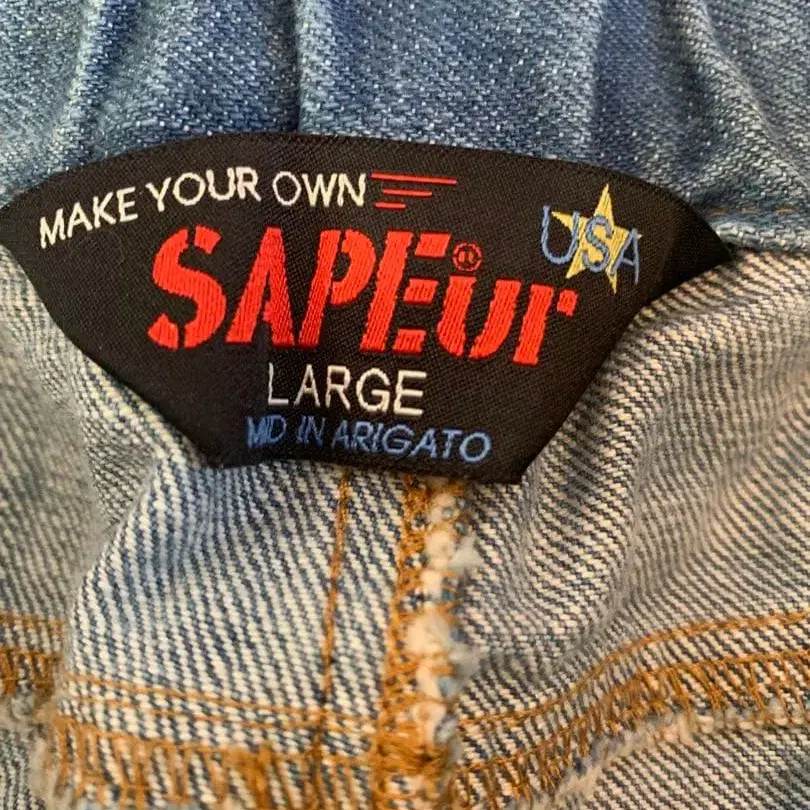 MAKE YOUR OWN
USA
SAPEur®
LARGE
MD IN ARIGATO